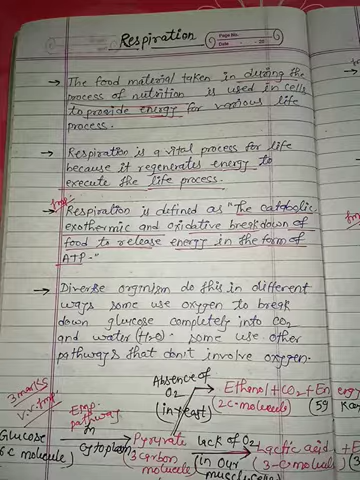 Respiration
Page No.
Date
→ The food material taken in during the
process of nutrition is used in cells
to provide energy for various life
process.
→ Respiration is a vital process for life
because it regenerates energy to
execute the life process.
Imp.
→ Respiration is defined as "The catabolic
exothermic and oxidative breakdown of
food to release energy in the form of
ATP."
→ Diverse orgnism do this in different
ways some use oxygen to break
down glucose completely into CO2
and water (H2O). some use other
pathways that don't involve oxygen.
3 marks
V.V.Imp.
Absence of
O2
(in yeast)
Ethanol + CO2 + En ergy
(2C molecule)
pathway
in
cytoplasm
Glucose
6C molecule)
Pyruvate
(3 carbon
molecule)
lack of O2
(in our
muscle cells)
Lactic acid + E
(3-C molecule)